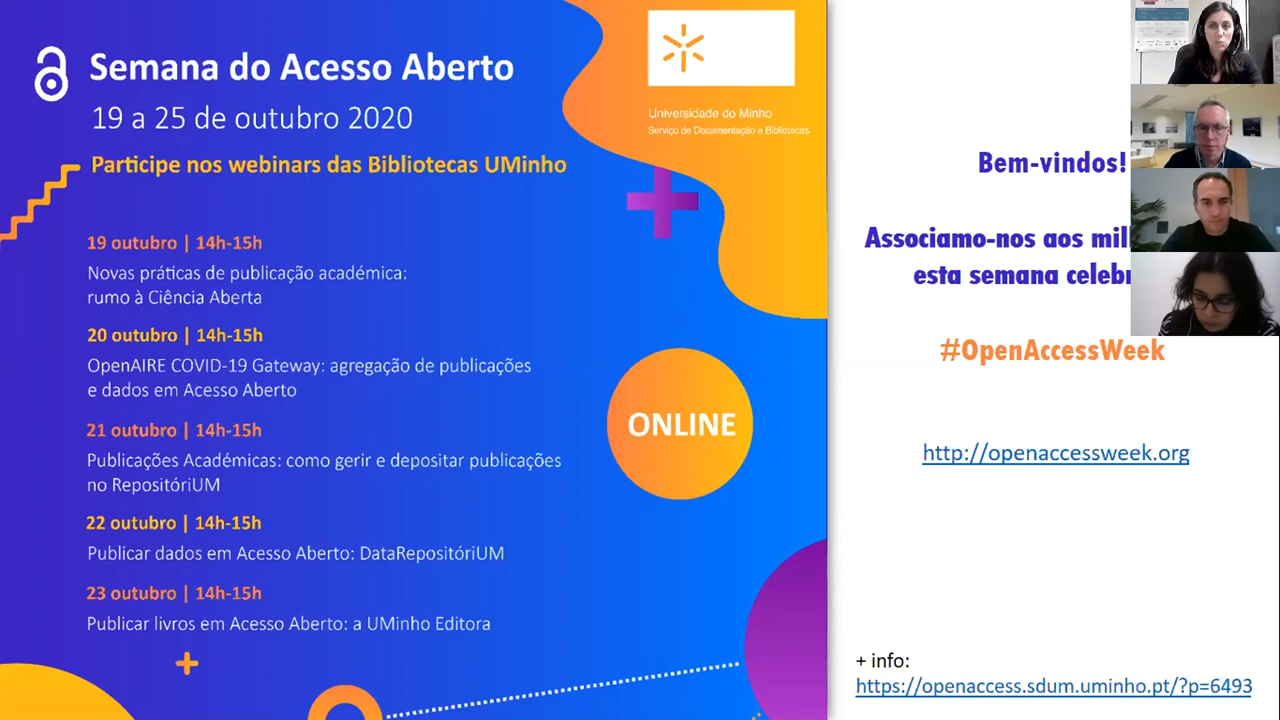 Semana do Acesso Aberto
19 a 25 de outubro 2020
Participe nos webinars das Bibliotecas UMinho
19 outubro | 14h-15h
Novas práticas de publicação académica:
rumo à Ciência Aberta
20 outubro | 14h-15h
OpenAIRE COVID-19 Gateway: agregação de publicações
e dados em Acesso Aberto
21 outubro | 14h-15h
Publicações Académicas: como gerir e depositar publicações
no RepositóriUM
22 outubro | 14h-15h
Publicar dados em Acesso Aberto: DataRepositóriUM
23 outubro | 14h-15h
Publicar livros em Acesso Aberto: a UMinho Editora
Universidade do Minho
Serviço de Documentação e Bibliotecas
ONLINE
Bem-vindos!
Associamo-nos aos mil
esta semana celebr
#OpenAccessWeek
http://openaccessweek.org
+ info:
https://openaccess.sdum.uminho.pt/?p=6493